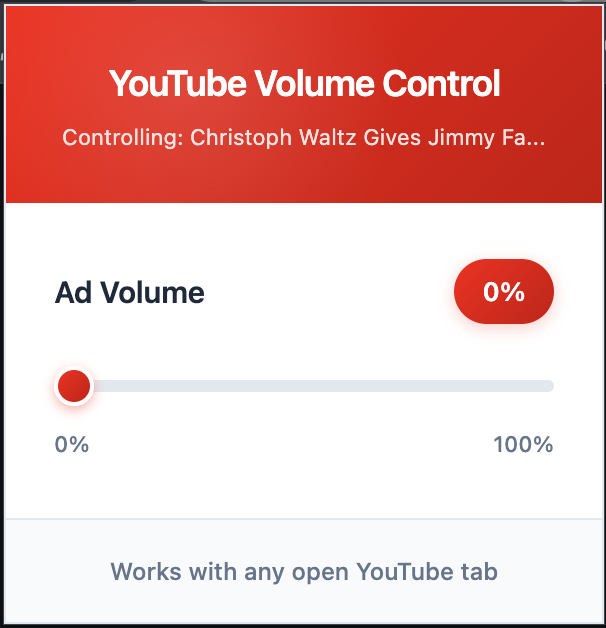 YouTube Volume Control
Controlling: Christoph Waltz Gives Jimmy Fa...
Ad Volume
0%
0%
100%
Works with any open YouTube tab